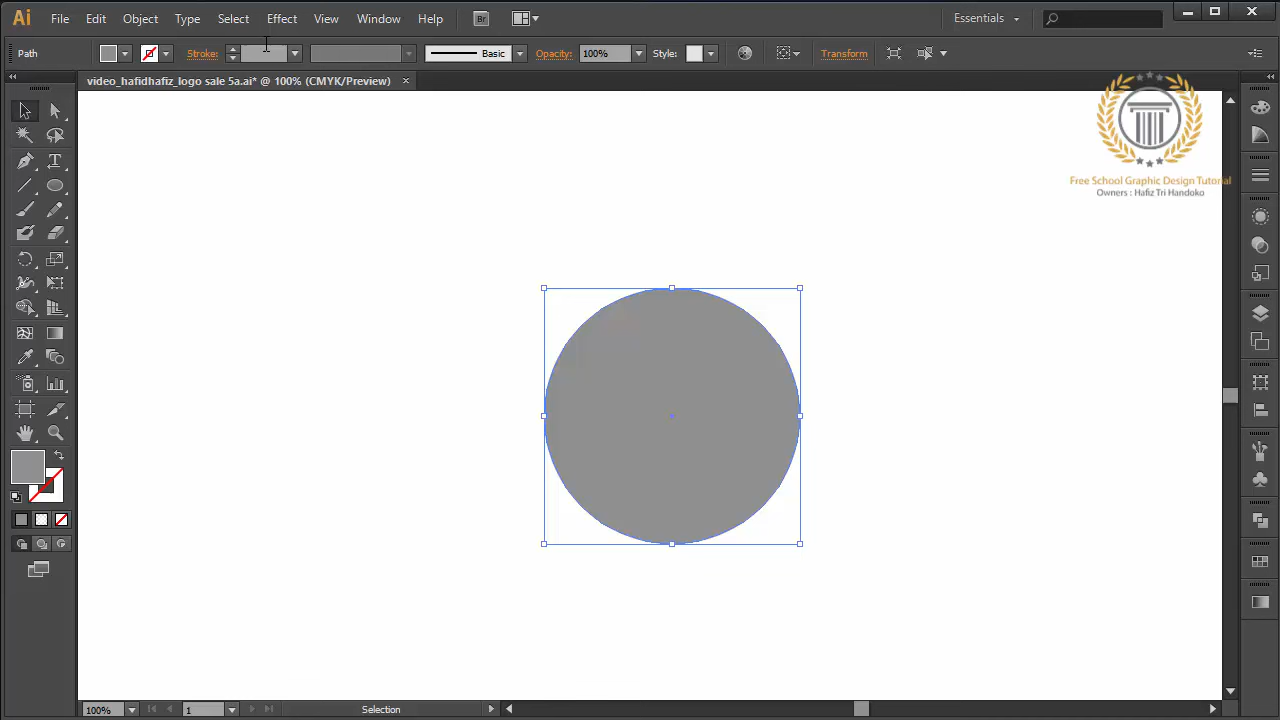 Ai File Edit Object Type Select Effect View Window Help Br Essentials
Path Stroke: Basic Opacity: 100% Style: Transform
video_hafidhafiz_logo sale 5a.ai* @ 100% (CMYK/Preview) ×
Free School Graphic Design Tutorial
Owners : Hafiz Tri Handoko
100% 1 Selection